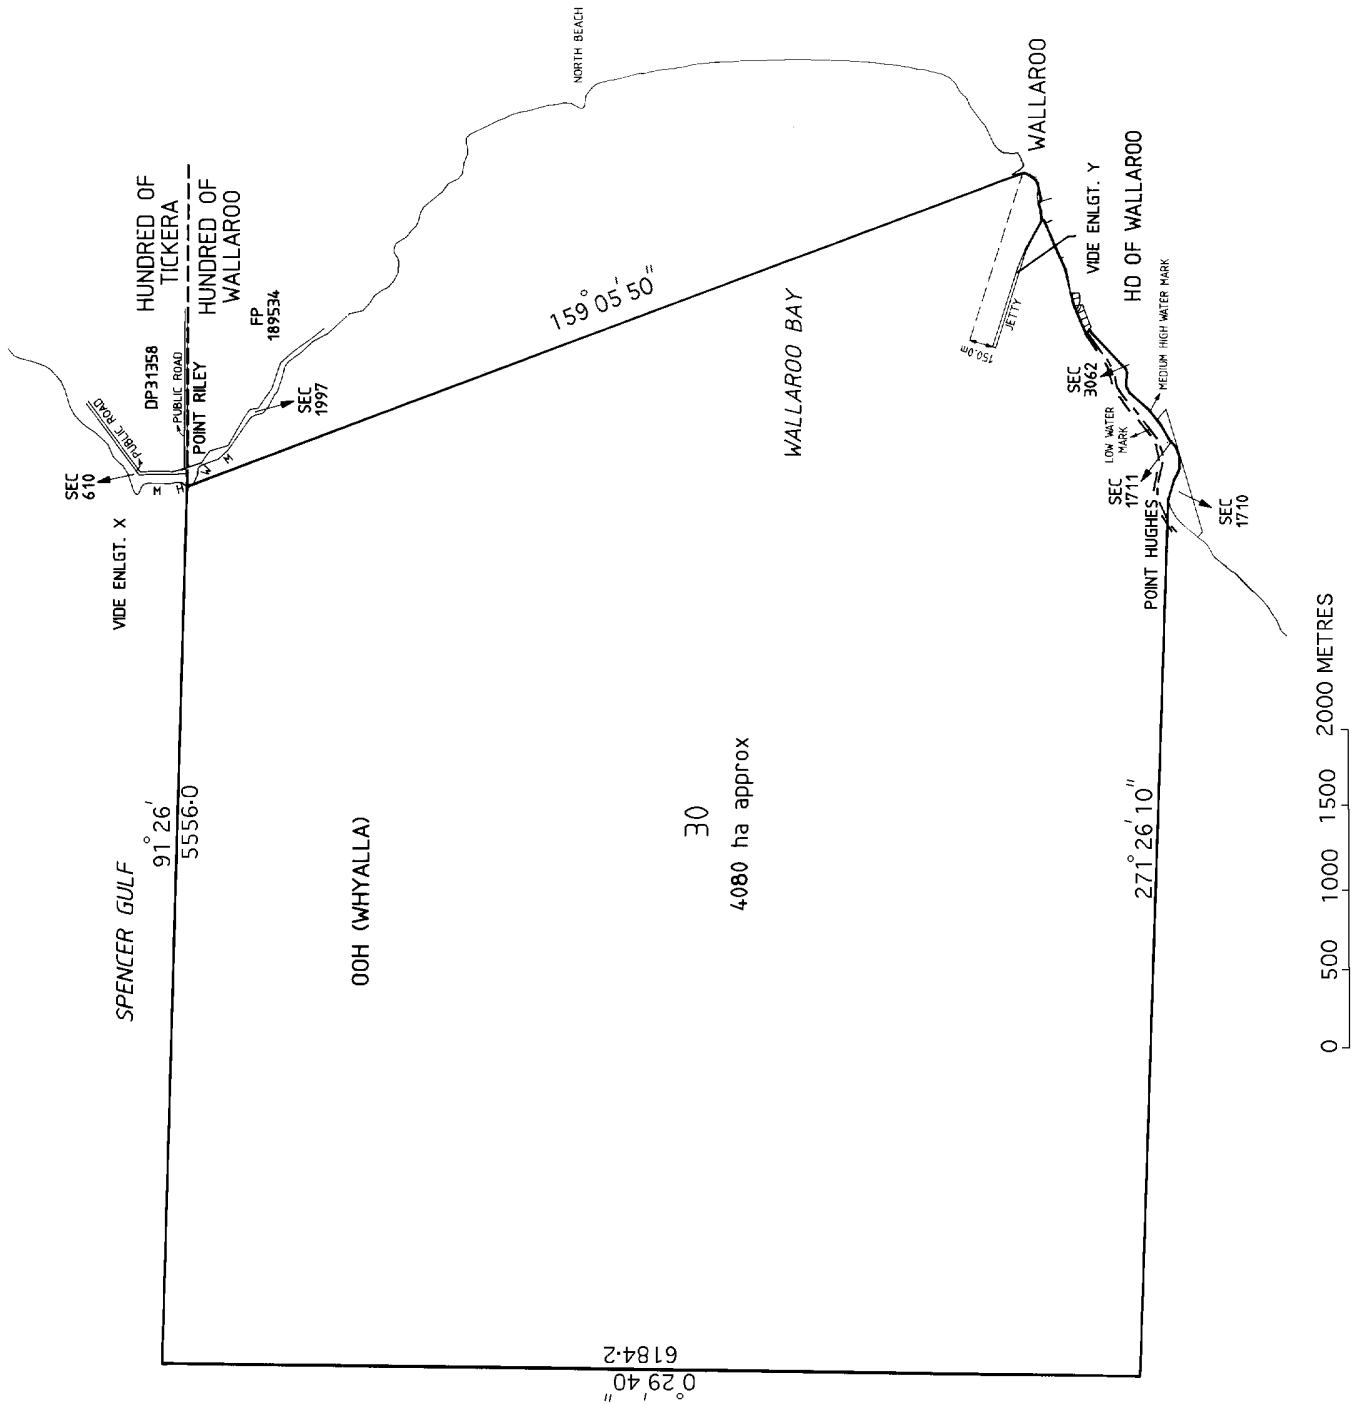 NORTH BEACH
HUNDRED OF
TICKERA
HUNDRED OF
WALLAROO
FP
189534
DP31358
PUBLIC ROAD
PUBLIC ROAD
POINT RILEY
SEC
1997
SEC
610
M
H
W
M
VIDE ENLGT. X
159° 05' 50"
WALLAROO BAY
WALLAROO
VIDE ENLGT. Y
HD OF WALLAROO
JETTY
150.0m
SEC
3062
MEDIUM HIGH WATER MARK
LOW WATER
MARK
SEC
1711
POINT HUGHES
SEC
1710
SPENCER GULF
91° 26'
5556·0
OOH (WHYALLA)
30
4080 ha approx
271° 26' 10"
6184·2
0° 29' 40"
0 500 1000 1500 2000 METRES